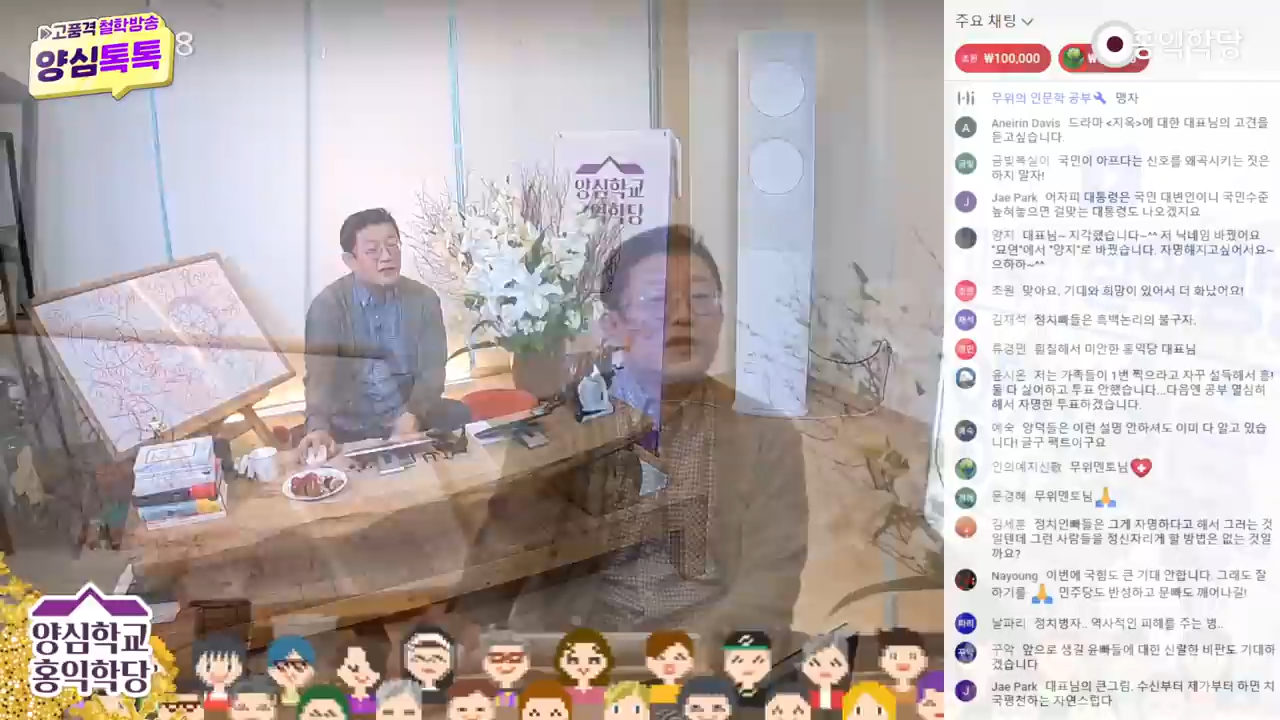 고품격 철학방송
양심톡톡
8
양심학교
홍익학당
주요 채팅
홍익학당
초원 ₩100,000
무위의 인문학 공부 맹자
Aneirin Davis 드라마 <지옥>에 대한 대표님의 고견을
듣고싶습니다.
금빛복실이 국민이 아프다는 신호를 왜곡시키는 짓은
하지 말자!
Jae Park 어자피 대통령은 국민 대변인이니 국민수준
높혀놓으면 걸맞는 대통령도 나오겠지요
양지 대표님~ 지각했습니다~^^ 저 닉네임 바꿨어요
"묘연"에서 "양지"로 바꿨습니다. 자명해지고싶어서요~
으하하~^^
초원 맞아요. 기대와 희망이 있어서 더 화났어요!
김재석 정치빠들은 흑백논리의 불구자.
류경민 휩질해서 미안한 홍익당 대표님
윤시온 저는 가족들이 1번 찍으라고 자꾸 설득해서 흠!
둘 다 싫어하고 투표 안했습니다...다음엔 공부 열심히
해서 자명한 투표하겠습니다.
예숙 양덕들은 이런 설명 안하셔도 이미 다 알고 있습
니다! 글구 팩트이구요
인의예지신敬 무위멘토님
문경혜 무위멘토님🙏
김세훈 정치인빠들은 그게 자명하다고 해서 그러는 것
일텐데 그런 사람들을 정신차리게 할 방법은 없는 것일
까요?
Nayoung 이번에 국힘도 큰 기대 안합니다. 그래도 잘
하기를 🙏 민주당도 반성하고 문빠도 깨어나길!
날파리 정치병자.. 역사적인 피해를 주는 병..
꾸악 앞으로 생길 윤빠들에 대한 신랄한 비판도 기대하
겠습니다
Jae Park 대표님의 큰그림. 수신부터 제가부터 하면 치
국평천하는 자연스럽다
양심학교
홍익학당